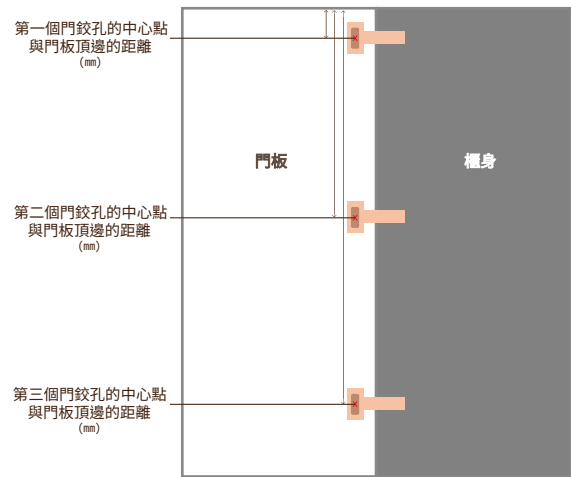 第一個門鉸孔的中心點
與門板頂邊的距離
(mm)
門板
櫃身
第二個門鉸孔的中心點
與門板頂邊的距離
(mm)
第三個門鉸孔的中心點
與門板頂邊的距離
(mm)